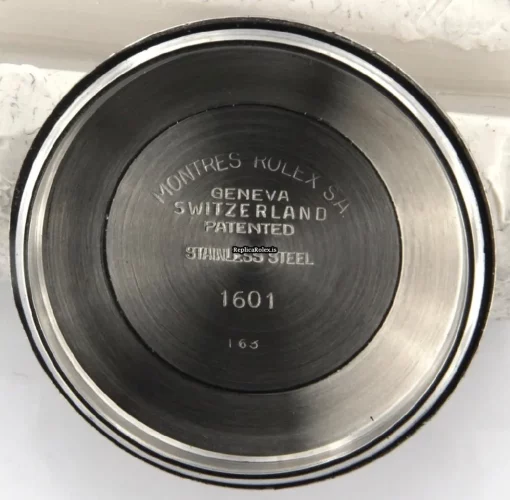 MONTRES ROLEX S.A.
GENEVA
SWITZERLAND
PATENTED
ReplicaRolex.is
STAINLESS STEEL
1601
163